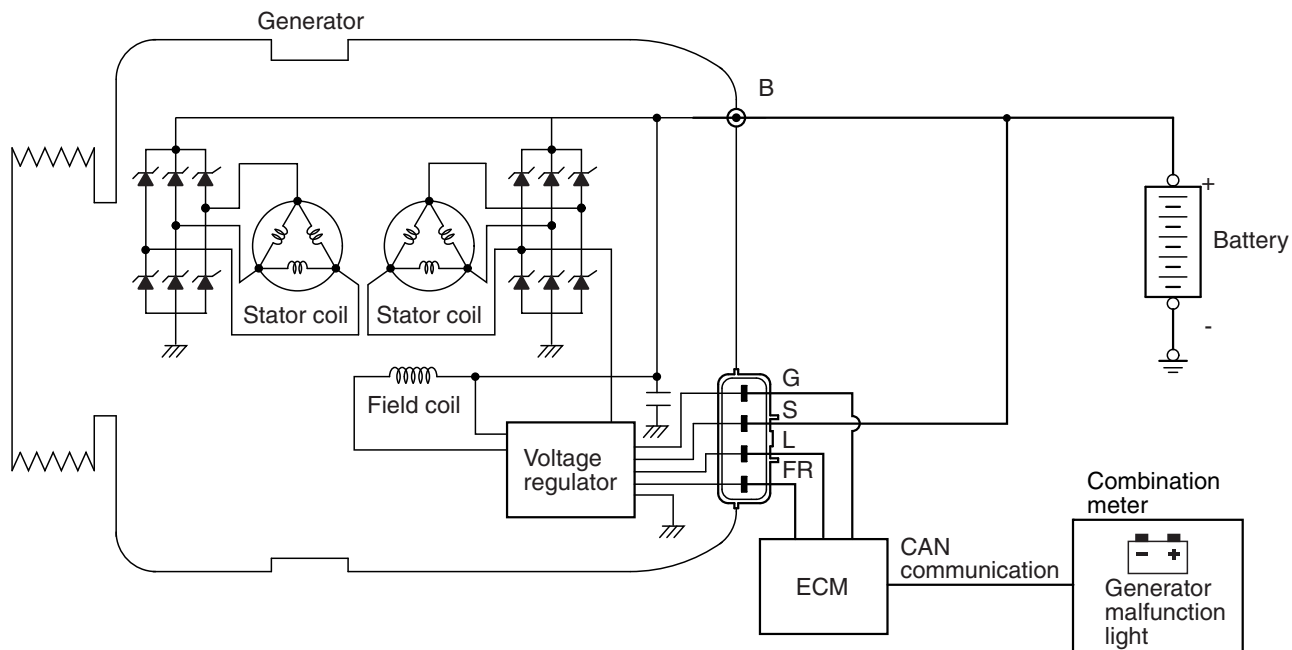 Generator
B
Stator coil
Stator coil
+
Battery
-
Field coil
G
S
L
FR
Voltage
regulator
ECM
CAN
communication
Combination
meter
- +
Generator
malfunction
light